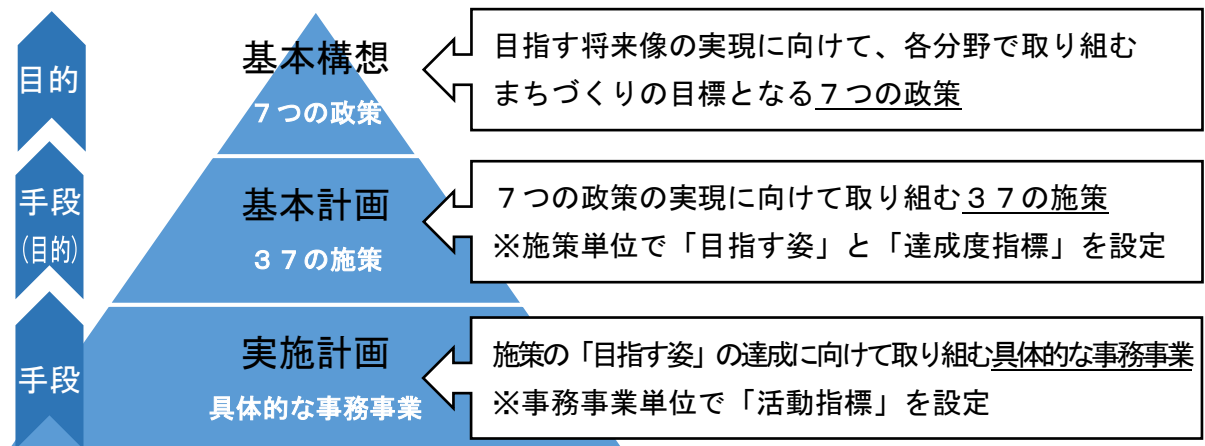 目的
基本構想
７つの政策
目指す将来像の実現に向けて、各分野で取り組む
まちづくりの目標となる７つの政策
手段
(目的)
基本計画
３７の施策
７つの政策の実現に向けて取り組む３７の施策
※施策単位で「目指す姿」と「達成度指標」を設定
手段
実施計画
具体的な事務事業
施策の「目指す姿」の達成に向けて取り組む具体的な事務事業
※事務事業単位で「活動指標」を設定